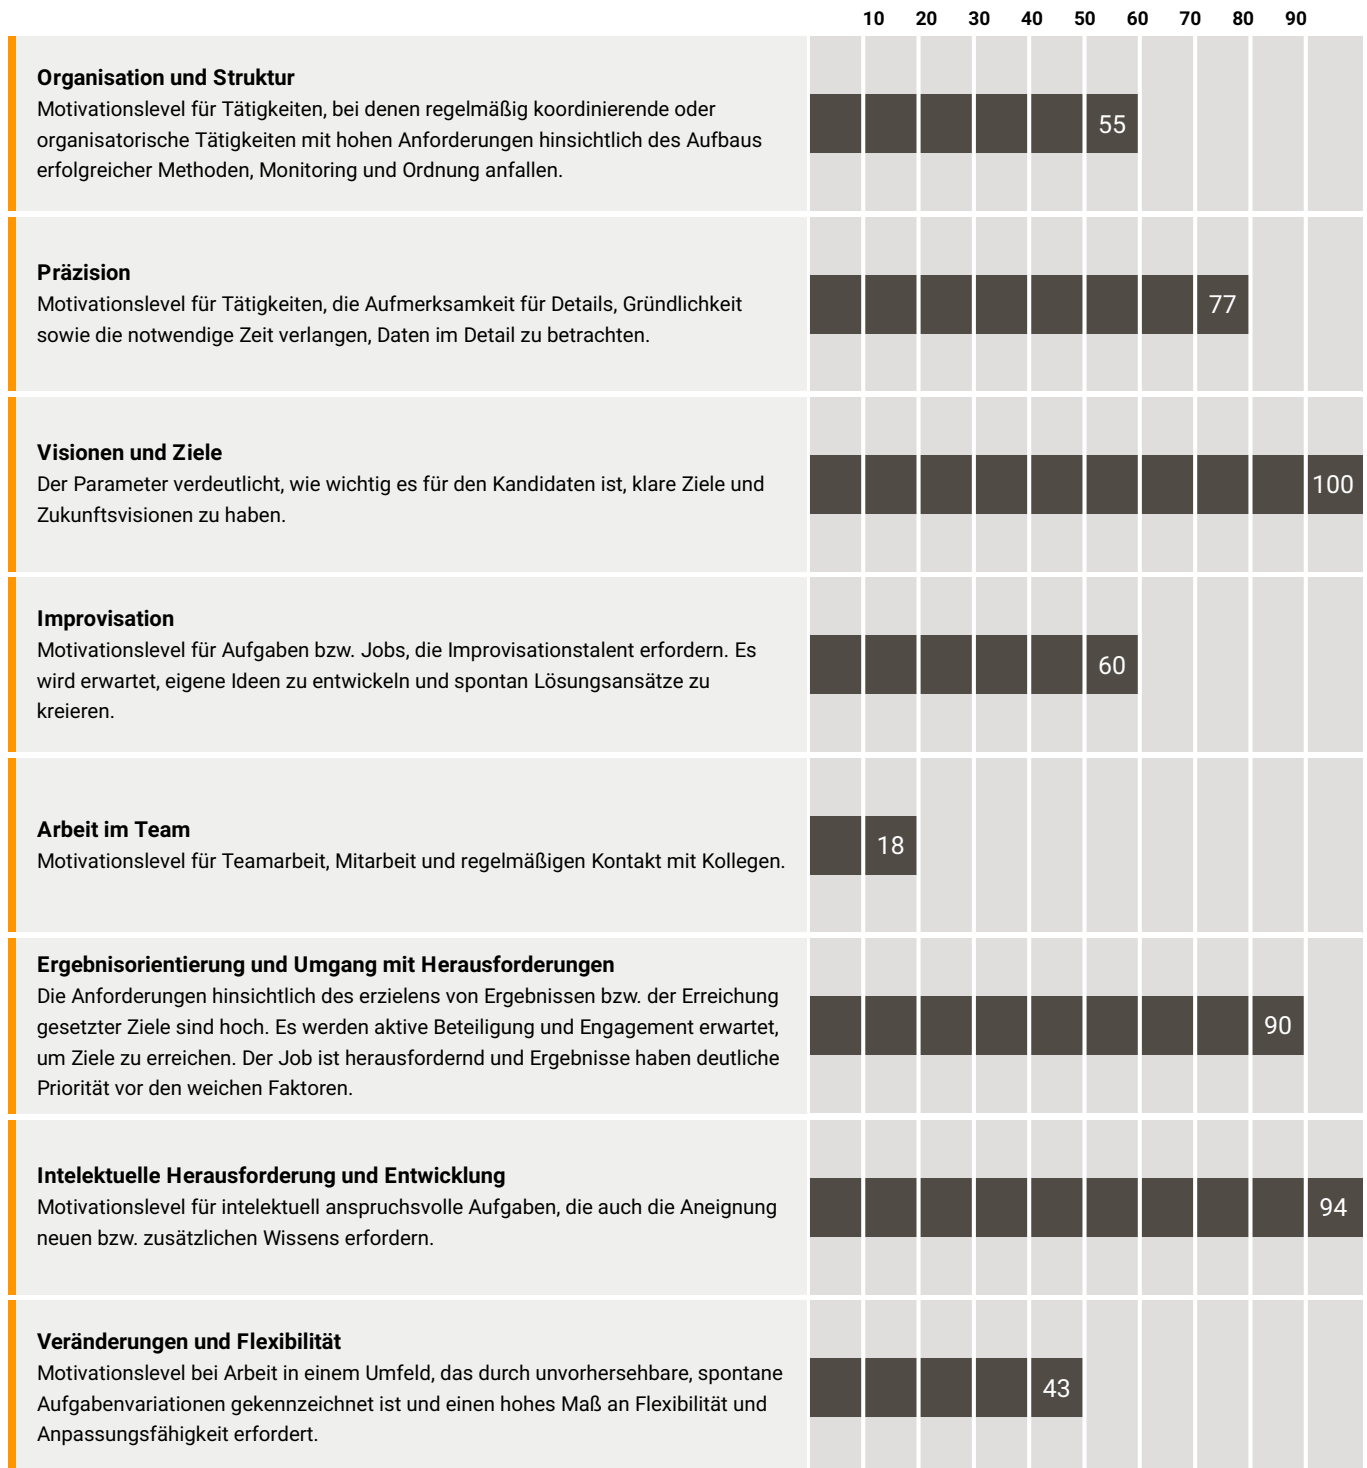 10 20 30 40 50 60 70 80 90
Organisation und Struktur
Motivationslevel für Tätigkeiten, bei denen regelmäßig koordinierende oder
organisatorische Tätigkeiten mit hohen Anforderungen hinsichtlich des Aufbaus
erfolgreicher Methoden, Monitoring und Ordnung anfallen.
55
Präzision
Motivationslevel für Tätigkeiten, die Aufmerksamkeit für Details, Gründlichkeit
sowie die notwendige Zeit verlangen, Daten im Detail zu betrachten.
77
Visionen und Ziele
Der Parameter verdeutlicht, wie wichtig es für den Kandidaten ist, klare Ziele und
Zukunftsvisionen zu haben.
100
Improvisation
Motivationslevel für Aufgaben bzw. Jobs, die Improvisationstalent erfordern. Es
wird erwartet, eigene Ideen zu entwickeln und spontan Lösungsansätze zu
kreieren.
60
Arbeit im Team
Motivationslevel für Teamarbeit, Mitarbeit und regelmäßigen Kontakt mit Kollegen.
18
Ergebnisorientierung und Umgang mit Herausforderungen
Die Anforderungen hinsichtlich des erzielens von Ergebnissen bzw. der Erreichung
gesetzter Ziele sind hoch. Es werden aktive Beteiligung und Engagement erwartet,
um Ziele zu erreichen. Der Job ist herausfordernd und Ergebnisse haben deutliche
Priorität vor den weichen Faktoren.
90
Intelektuelle Herausforderung und Entwicklung
Motivationslevel für intelektuell anspruchsvolle Aufgaben, die auch die Aneignung
neuen bzw. zusätzlichen Wissens erfordern.
94
Veränderungen und Flexibilität
Motivationslevel bei Arbeit in einem Umfeld, das durch unvorhersehbare, spontane
Aufgabenvariationen gekennzeichnet ist und einen hohes Maß an Flexibilität und
Anpassungsfähigkeit erfordert.
43